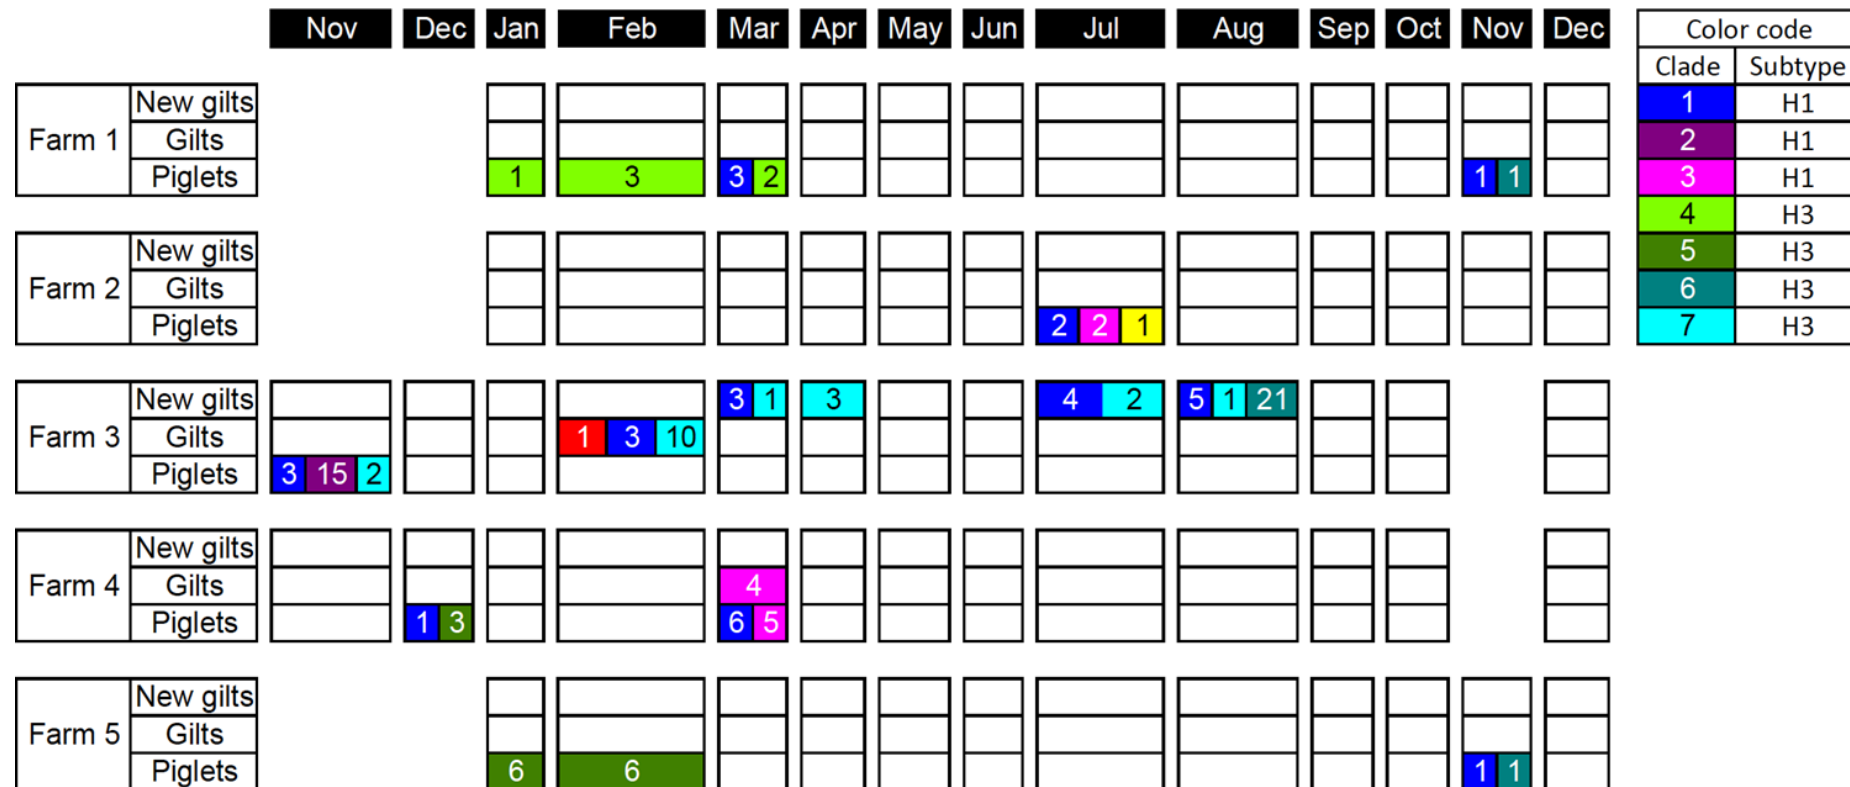 Nov Dec Jan Feb Mar Apr May Jun Jul Aug Sep Oct Nov Dec
Color code
Clade Subtype
1 H1
2 H1
3 H1
4 H3
5 H3
6 H3
7 H3
Farm 1
New gilts
Gilts
Piglets 1 3 3 2 1 1
Farm 2
New gilts
Gilts
Piglets 2 2 1
Farm 3
New gilts 3 1 3 4 2 5 1 21
Gilts 1 3 10
Piglets 3 15 2
Farm 4
New gilts
Gilts 4
Piglets 1 3 6 5
Farm 5
New gilts
Gilts
Piglets 6 6 1 1